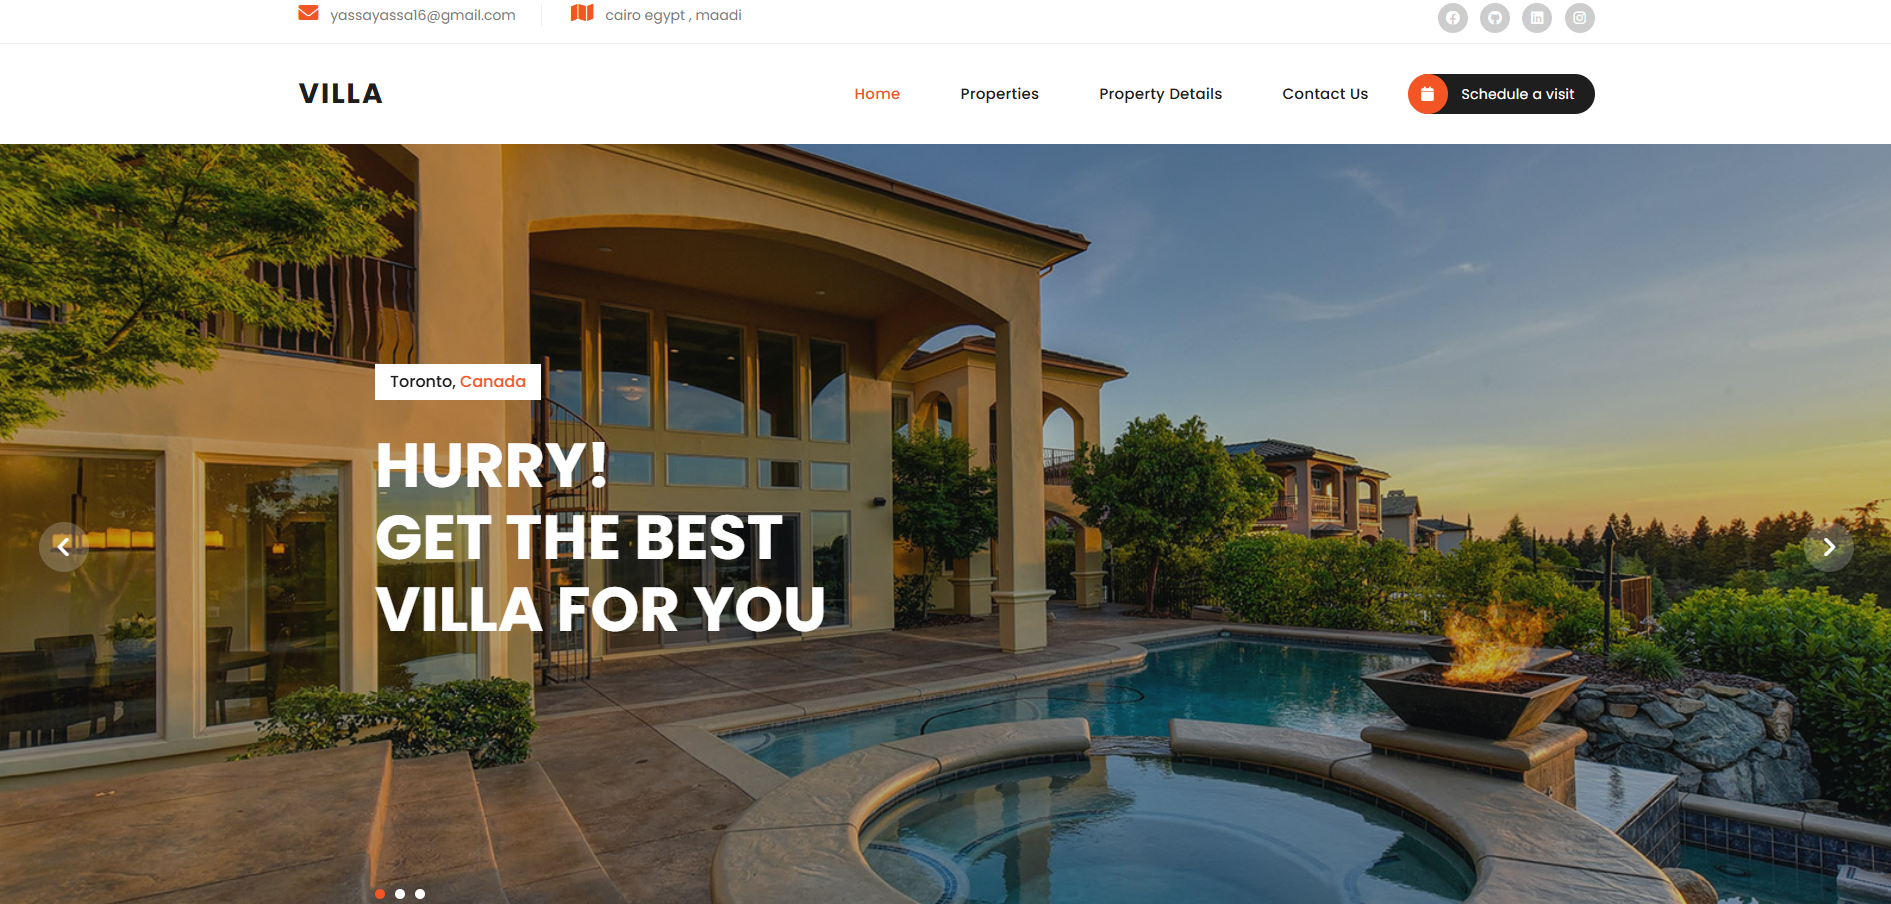 yassayassa16@gmail.com
cairo egypt , maadi
VILLA
Home
Properties
Property Details
Contact Us
Schedule a visit
Toronto, Canada
HURRY!
GET THE BEST
VILLA FOR YOU